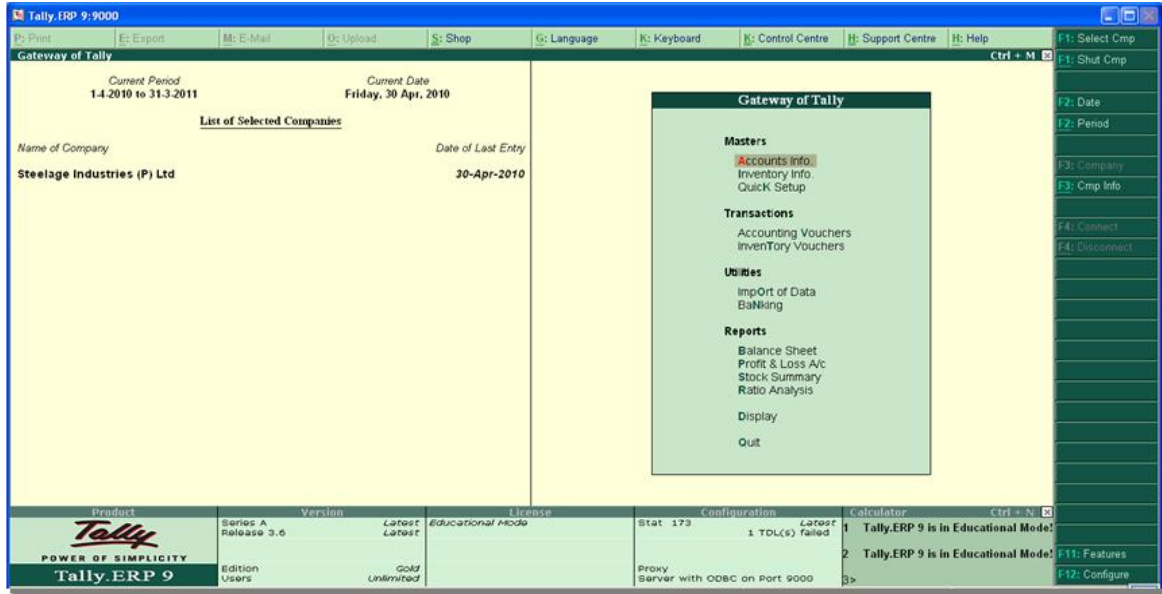 Tally.ERP 9:9000
P: Print E: Export M: E-Mail O: Upload S: Shop G: Language K: Keyboard K: Control Centre H: Support Centre H: Help
Gateway of Tally Ctrl + M
Current Period Current Date
1-4-2010 to 31-3-2011 Friday, 30 Apr, 2010
List of Selected Companies
Name of Company Date of Last Entry
Steelage Industries (P) Ltd 30-Apr-2010
Gateway of Tally
Masters
Accounts Info.
Inventory Info.
QuicK Setup
Transactions
Accounting Vouchers
InvenTory Vouchers
Utilities
ImpOrt of Data
BaNking
Reports
Balance Sheet
Profit & Loss A/c
Stock Summary
Ratio Analysis
Display
Quit
F1: Select Cmp
F1: Shut Cmp
F2: Date
F2: Period
F3: Company
F3: Cmp Info
F4: Connect
F4: Disconnect
F11: Features
F12: Configure
Product Version License Configuration Calculator Ctrl + N
Tally
POWER OF SIMPLICITY
Tally.ERP 9
Series A Latest
Release 3.6 Latest
Edition Gold
Users Unlimited
Educational Mode
Stat 173 Latest
1 TDL(s) failed
Proxy
Server with ODBC on Port 9000
1 Tally.ERP 9 is in Educational Mode!
2 Tally.ERP 9 is in Educational Mode!
3>